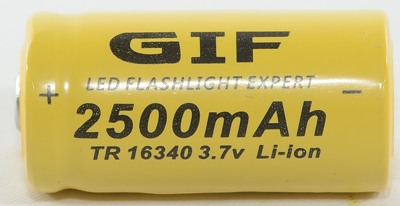 GIF
LED FLASHLIGHT EXPERT
+ -
2500mAh
TR 16340 3.7v Li-ion